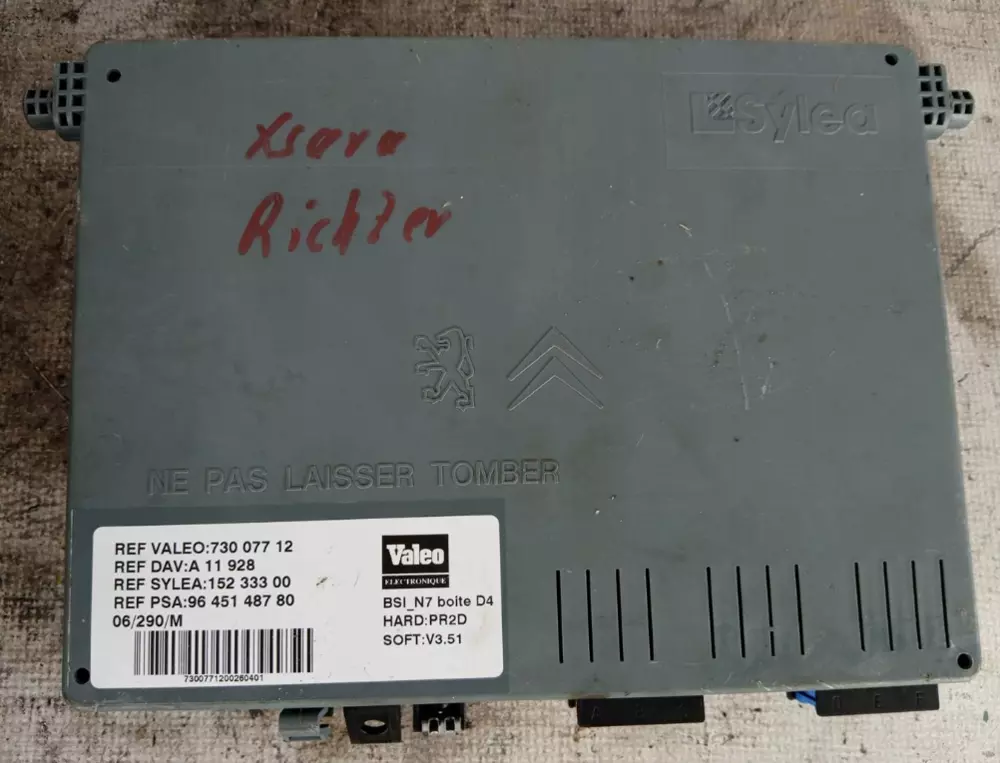 Sylea
Xsara
Richter
NE PAS LAISSER TOMBER
REF VALEO:730 077 12
REF DAV:A 11 928
REF SYLEA:152 333 00
REF PSA:96 451 487 80
06/290/M
7300771200260401
Valeo
ELECTRONIQUE
BSI_N7 boite D4
HARD:PR2D
SOFT:V3.51
A B
D E F